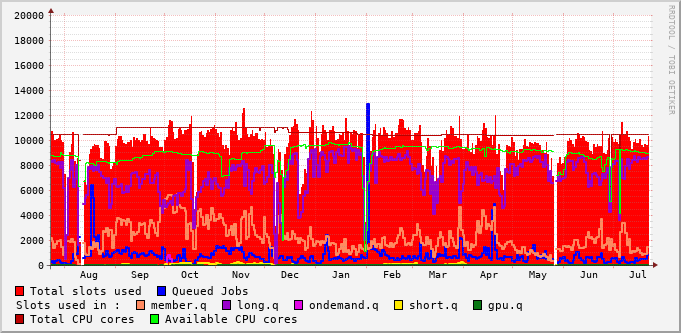 20000
18000
16000
14000
12000
10000
8000
6000
4000
2000
0
Aug Sep Oct Nov Dec Jan Feb Mar Apr May Jun Jul
RRDTOOL / TOBI OETIKER
Total slots used Queued Jobs
Slots used in : member.q long.q ondemand.q short.q gpu.q
Total CPU cores Available CPU cores